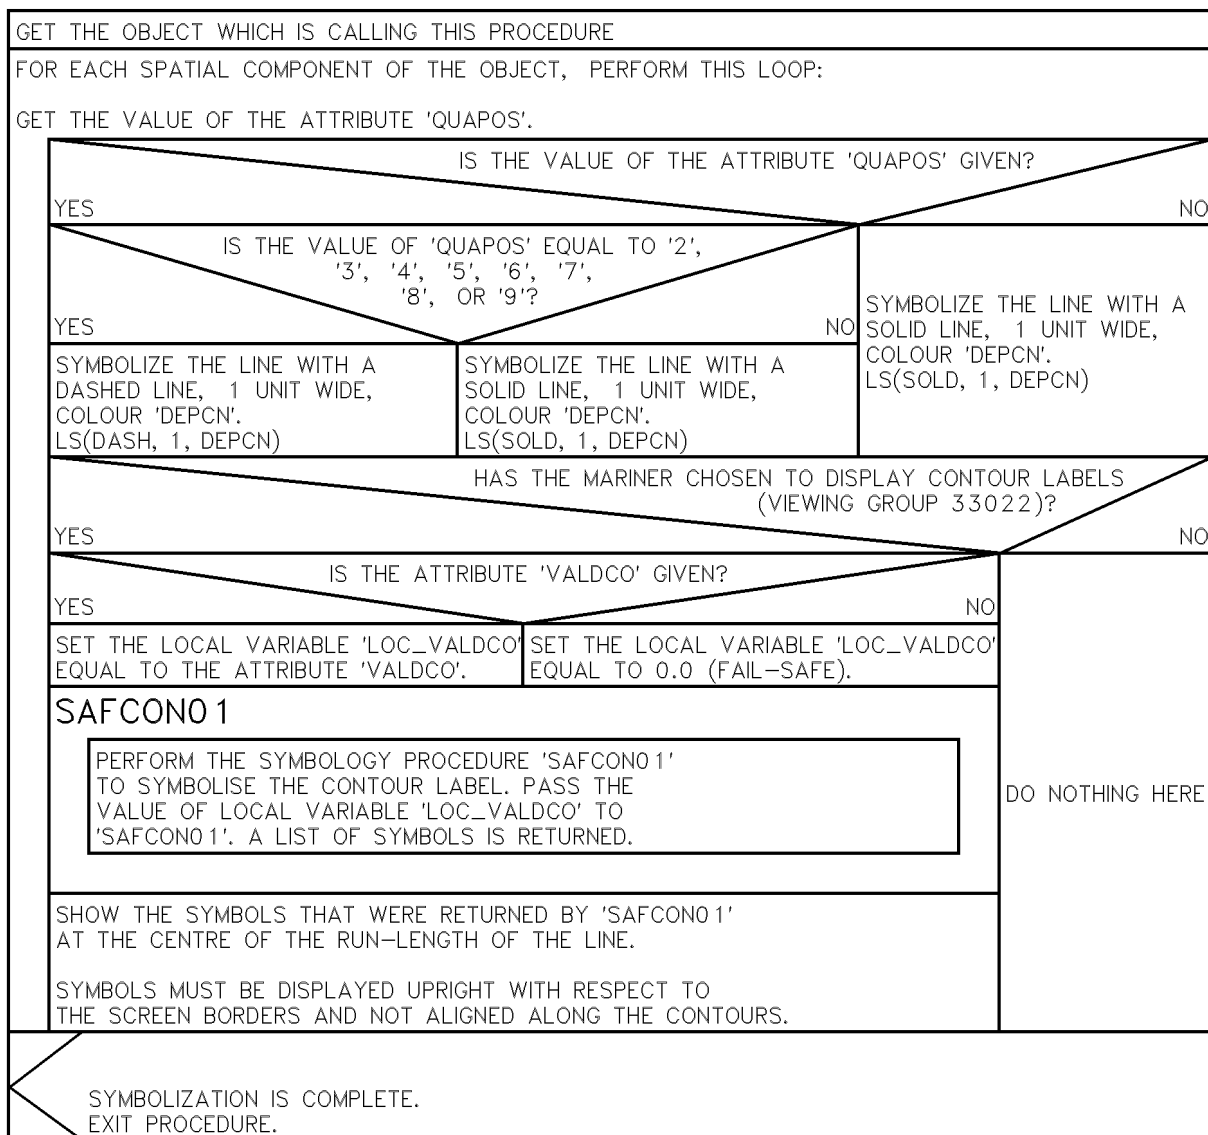 GET THE OBJECT WHICH IS CALLING THIS PROCEDURE
FOR EACH SPATIAL COMPONENT OF THE OBJECT, PERFORM THIS LOOP:
GET THE VALUE OF THE ATTRIBUTE 'QUAPOS'.
IS THE VALUE OF THE ATTRIBUTE 'QUAPOS' GIVEN?
YES
NO
IS THE VALUE OF 'QUAPOS' EQUAL TO '2',
'3', '4', '5', '6', '7',
'8', OR '9'?
YES
NO
SYMBOLIZE THE LINE WITH A
DASHED LINE, 1 UNIT WIDE,
COLOUR 'DEPCN'.
LS(DASH, 1, DEPCN)
SYMBOLIZE THE LINE WITH A
SOLID LINE, 1 UNIT WIDE,
COLOUR 'DEPCN'.
LS(SOLD, 1, DEPCN)
SYMBOLIZE THE LINE WITH A
SOLID LINE, 1 UNIT WIDE,
COLOUR 'DEPCN'.
LS(SOLD, 1, DEPCN)
HAS THE MARINER CHOSEN TO DISPLAY CONTOUR LABELS
(VIEWING GROUP 33022)?
YES
NO
IS THE ATTRIBUTE 'VALDCO' GIVEN?
YES
NO
SET THE LOCAL VARIABLE 'LOC_VALDCO'
EQUAL TO THE ATTRIBUTE 'VALDCO'.
SET THE LOCAL VARIABLE 'LOC_VALDCO'
EQUAL TO 0.0 (FAIL-SAFE).
SAFCON01
PERFORM THE SYMBOLOGY PROCEDURE 'SAFCON01'
TO SYMBOLISE THE CONTOUR LABEL. PASS THE
VALUE OF LOCAL VARIABLE 'LOC_VALDCO' TO
'SAFCON01'. A LIST OF SYMBOLS IS RETURNED.
DO NOTHING HERE
SHOW THE SYMBOLS THAT WERE RETURNED BY 'SAFCON01'
AT THE CENTRE OF THE RUN-LENGTH OF THE LINE.
SYMBOLS MUST BE DISPLAYED UPRIGHT WITH RESPECT TO
THE SCREEN BORDERS AND NOT ALIGNED ALONG THE CONTOURS.
SYMBOLIZATION IS COMPLETE.
EXIT PROCEDURE.